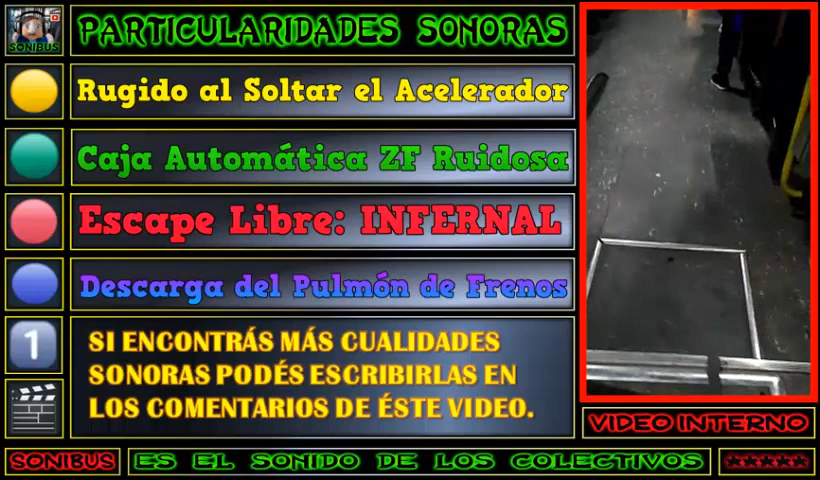 SONIBUS
PARTICULARIDADES SONORAS
Rugido al Soltar el Acelerador
Caja Automática ZF Ruidosa
Escape Libre: INFERNAL
Descarga del Pulmón de Frenos
1
SI ENCONTRÁS MÁS CUALIDADES
SONORAS PODÉS ESCRIBIRLAS EN
LOS COMENTARIOS DE ÉSTE VIDEO.
VIDEO INTERNO
SONIBUS
ES EL SONIDO DE LOS COLECTIVOS
*****